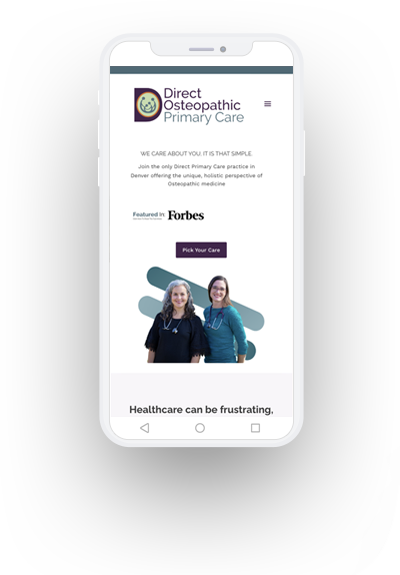 Direct
Osteopathic
Primary Care
WE CARE ABOUT YOU. IT IS THAT SIMPLE.
Join the only Direct Primary Care practice in
Denver offering the unique, holistic perspective of
Osteopathic medicine
Featured In: Forbes
Pick Your Care
Healthcare can be frustrating,